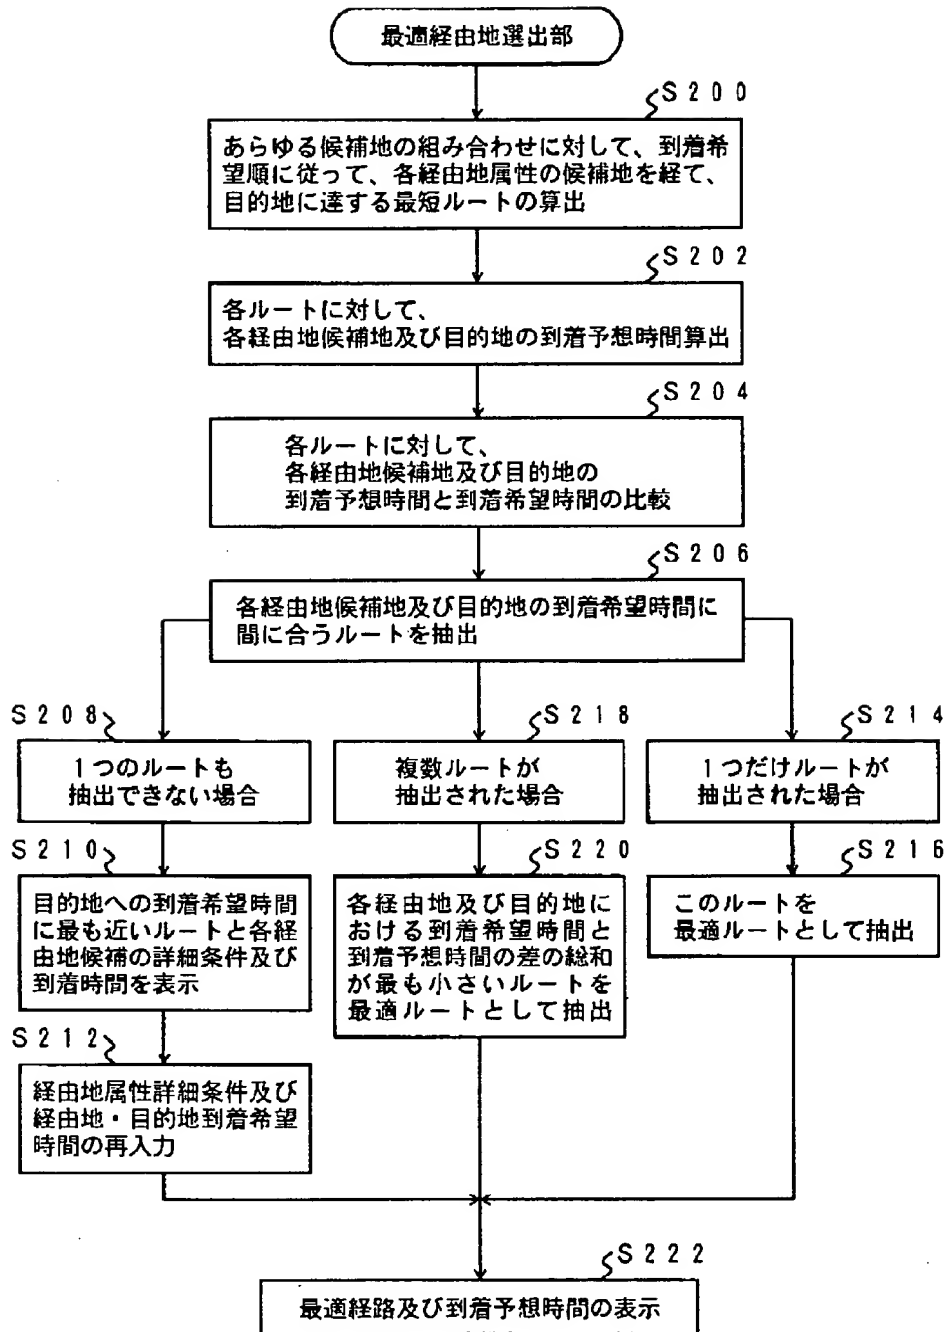 最適経由地選出部
S200
あらゆる候補地の組み合わせに対して、到着希
望順に従って、各経由地属性の候補地を経て、
目的地に達する最短ルートの算出
S202
各ルートに対して、
各経由地候補地及び目的地の到着予想時間算出
S204
各ルートに対して、
各経由地候補地及び目的地の
到着予想時間と到着希望時間の比較
S206
各経由地候補地及び目的地の到着希望時間に
間に合うルートを抽出
S208
1つのルートも
抽出できない場合
S218
複数ルートが
抽出された場合
S214
1つだけルートが
抽出された場合
S210
目的地への到着希望時間
に最も近いルートと各経
由地候補の詳細条件及び
到着時間を表示
S220
各経由地及び目的地に
おける到着希望時間と
到着予想時間の差の総和
が最も小さいルートを
最適ルートとして抽出
S216
このルートを
最適ルートとして抽出
S212
経由地属性詳細条件及び
経由地・目的地到着希望
時間の再入力
S222
最適経路及び到着予想時間の表示